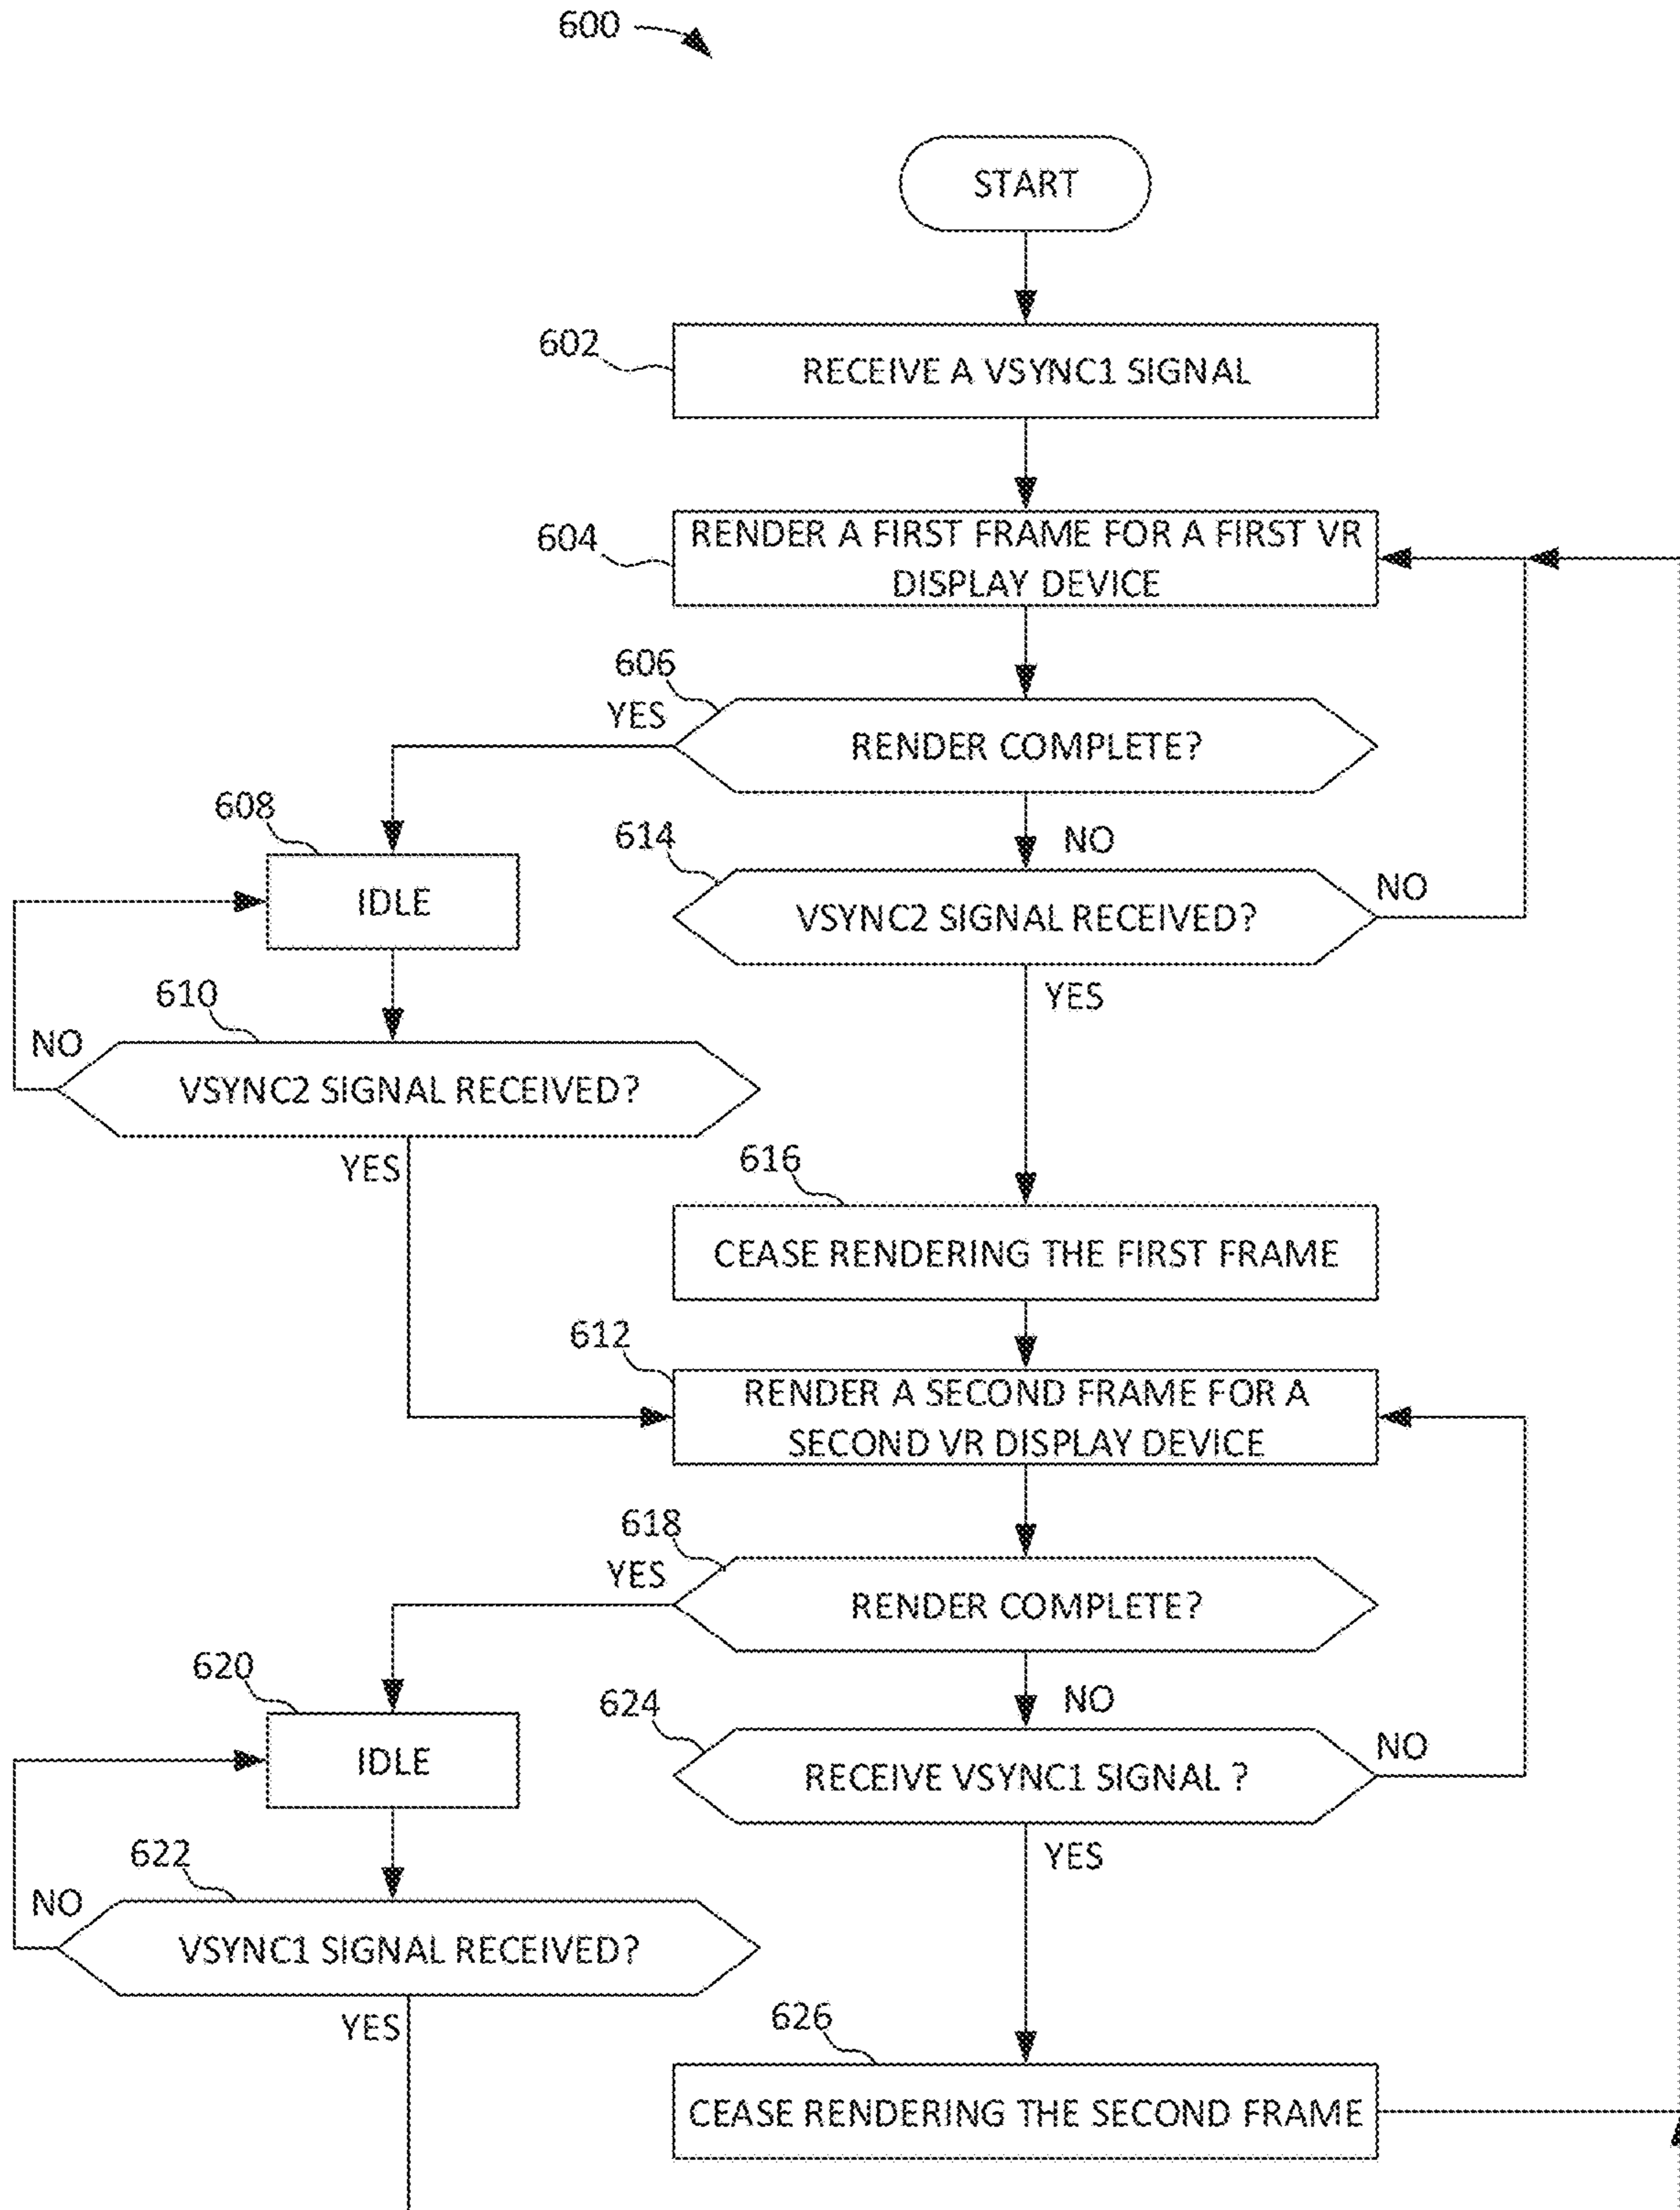 600
START
602
RECEIVE A VSYNC1 SIGNAL
604
RENDER A FIRST FRAME FOR A FIRST VR
DISPLAY DEVICE
606
YES
RENDER COMPLETE?
608
614
NO
IDLE
VSYNC2 SIGNAL RECEIVED?
NO
610
YES
NO
VSYNC2 SIGNAL RECEIVED?
YES
616
CEASE RENDERING THE FIRST FRAME
612
RENDER A SECOND FRAME FOR A
SECOND VR DISPLAY DEVICE
618
YES
RENDER COMPLETE?
620
624
NO
IDLE
RECEIVE VSYNC1 SIGNAL ?
NO
622
YES
NO
VSYNC1 SIGNAL RECEIVED?
YES
626
CEASE RENDERING THE SECOND FRAME